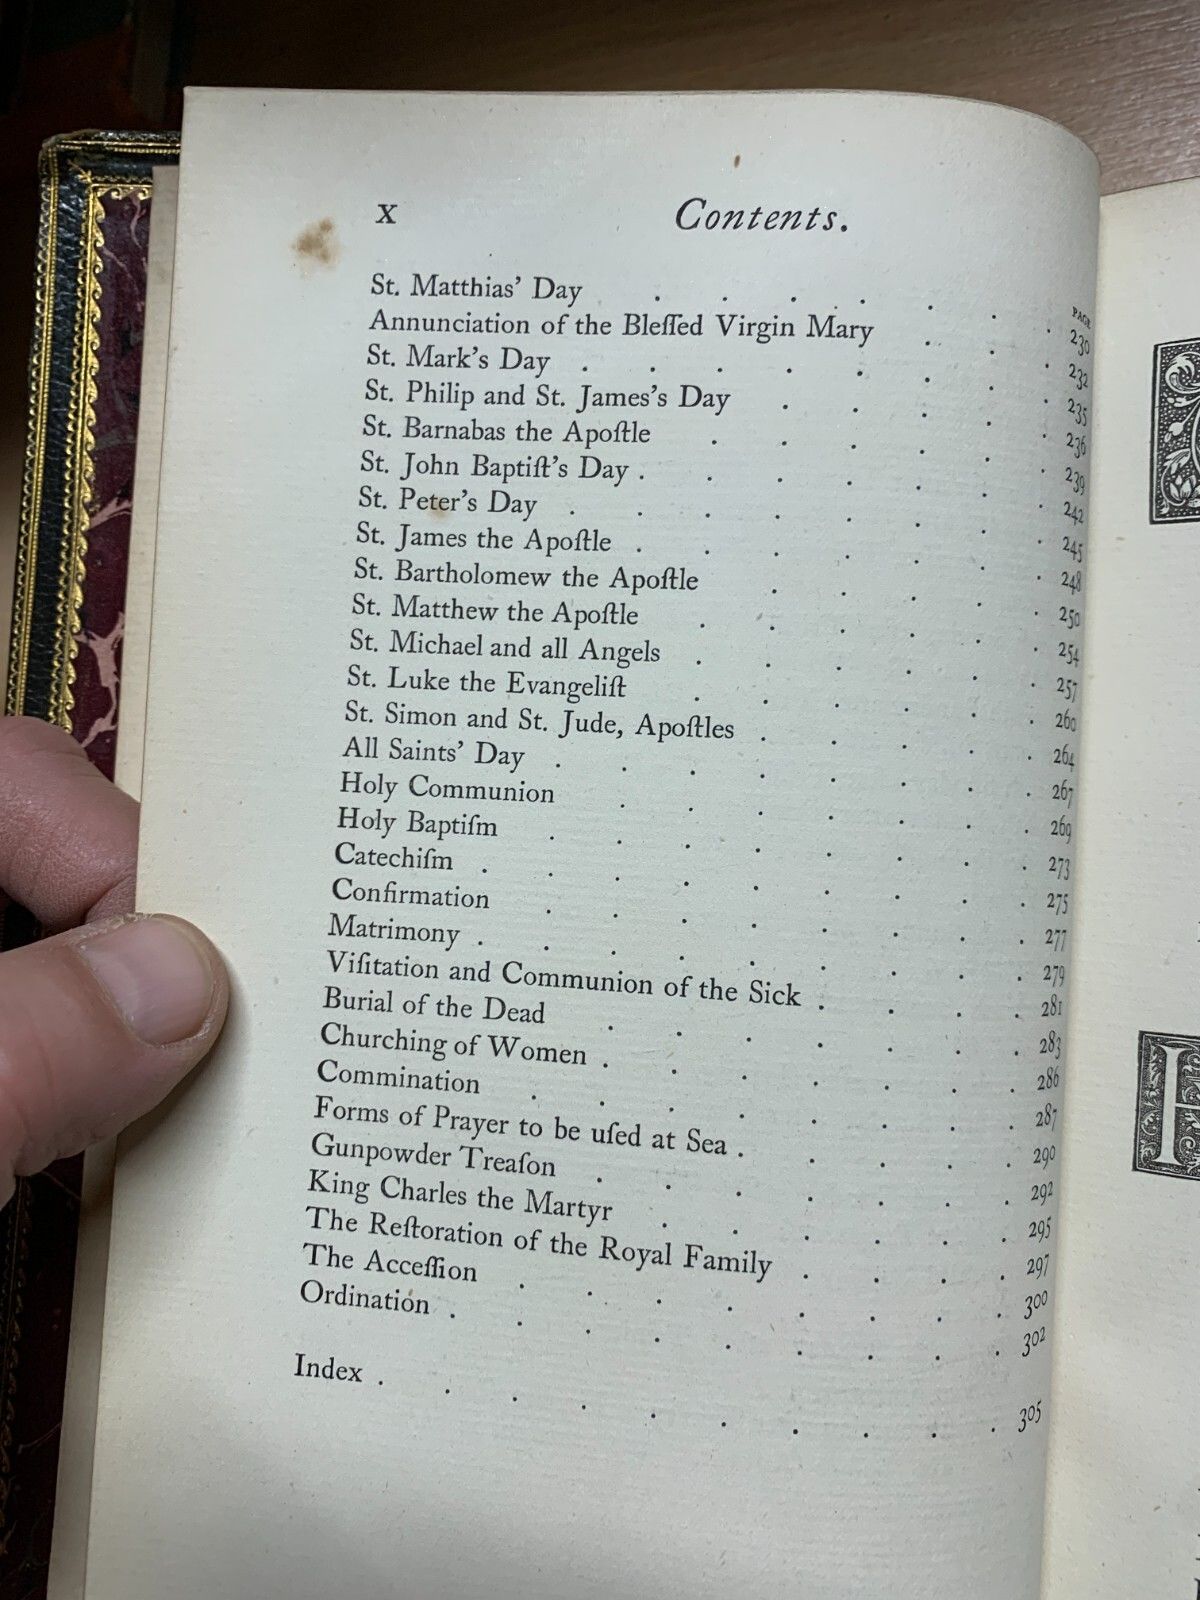 x Contents.
PAGE
St. Matthias' Day . . . . . . . 230
Annunciation of the Bleſſed Virgin Mary . . . 232
St. Mark's Day . . . . . . . 235
St. Philip and St. James's Day . . . . 236
St. Barnabas the Apoſtle . . . . . 239
St. John Baptiſt's Day . . . . . . 242
St. Peter's Day . . . . . . . 245
St. James the Apoſtle . . . . . . 248
St. Bartholomew the Apoſtle . . . . 250
St. Matthew the Apoſtle . . . . . 254
St. Michael and all Angels . . . . . 257
St. Luke the Evangeliſt . . . . . 260
St. Simon and St. Jude, Apoſtles . . . . 264
All Saints' Day . . . . . . . 267
Holy Communion . . . . . . 269
Holy Baptiſm . . . . . . . 273
Catechiſm . . . . . . . . 275
Confirmation . . . . . . . 277
Matrimony . . . . . . . . 279
Viſitation and Communion of the Sick . . . 281
Burial of the Dead . . . . . . 283
Churching of Women . . . . . . 286
Commination . . . . . . . 287
Forms of Prayer to be uſed at Sea . . . . 290
Gunpowder Treaſon . . . . . . 292
King Charles the Martyr . . . . . 295
The Reſtoration of the Royal Family . . . 297
The Acceſſion . . . . . . . 300
Ordination . . . . . . . . 302
Index . . . . . . . . . 305